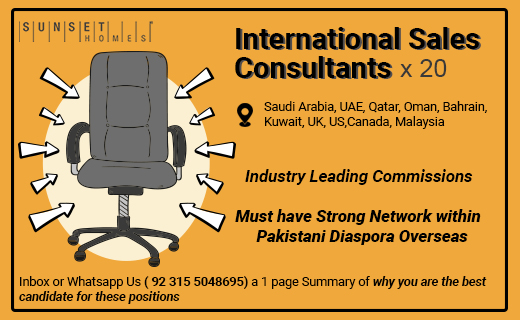 SUNSET
HOMES
International Sales
Consultants x 20
Saudi Arabia, UAE, Qatar, Oman, Bahrain,
Kuwait, UK, US,Canada, Malaysia
Industry Leading Commissions
Must have Strong Network within
Pakistani Diaspora Overseas
Inbox or Whatsapp Us ( 92 315 5048695) a 1 page Summary of why you are the best
candidate for these positions